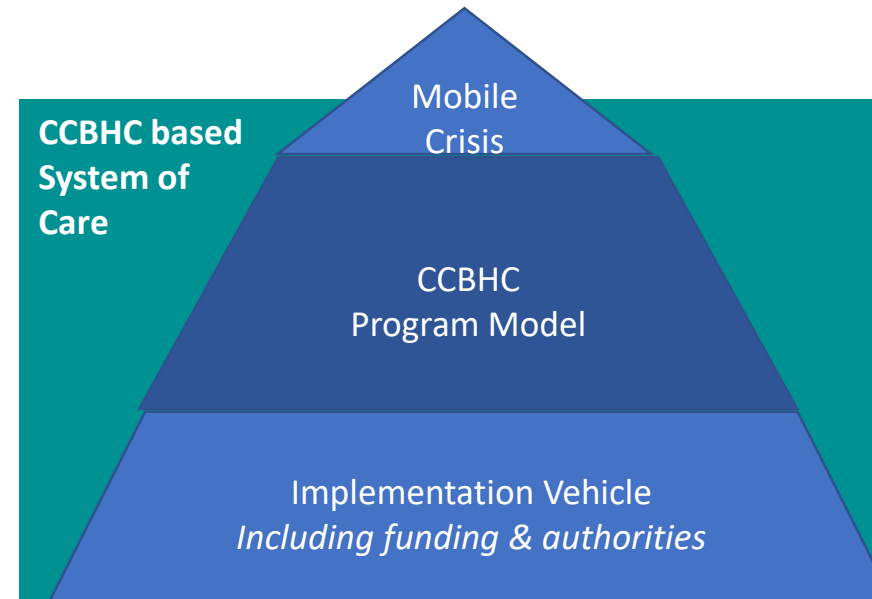 Mobile
Crisis
CCBHC based
System of
Care
CCBHC
Program Model
Implementation Vehicle
Including funding & authorities